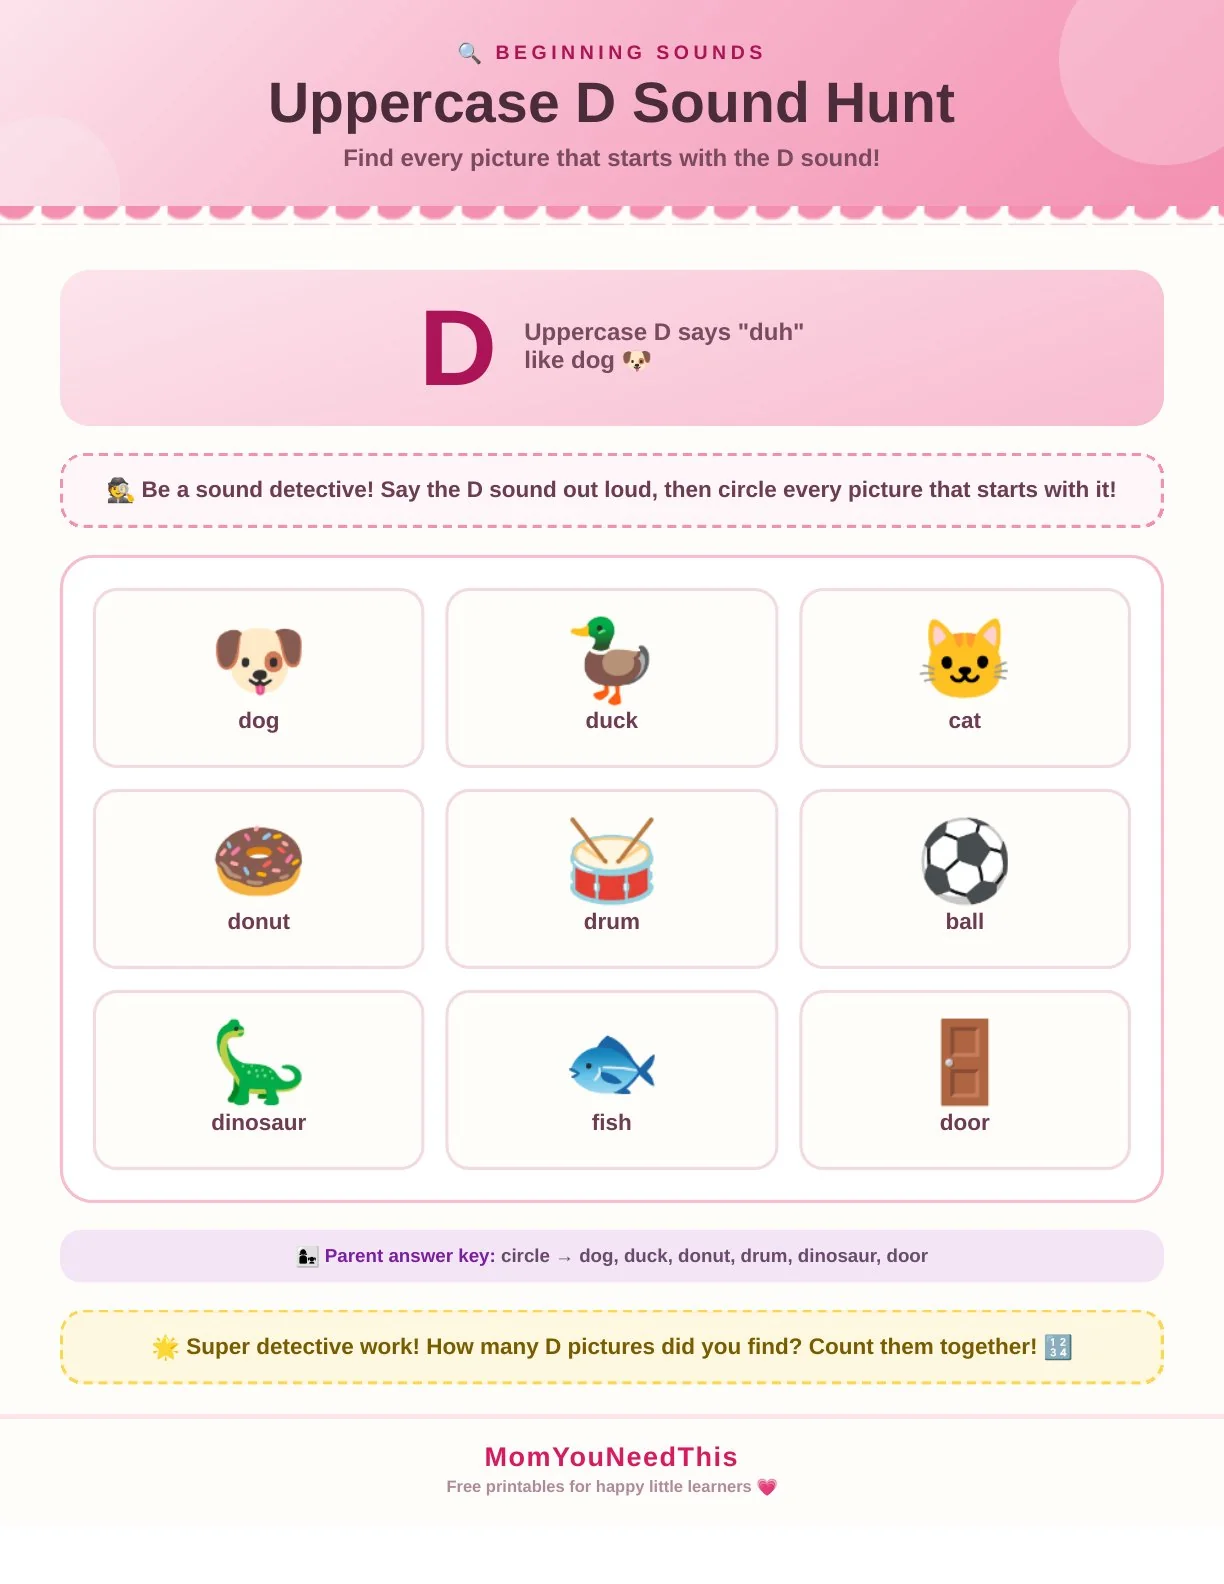 🔍 BEGINNING SOUNDS
Uppercase D Sound Hunt
Find every picture that starts with the D sound!
D
Uppercase D says "duh"
like dog 🐶
🕵️ Be a sound detective! Say the D sound out loud, then circle every picture that starts with it!
dog
duck
cat
donut
drum
ball
dinosaur
fish
door
👩‍👧 Parent answer key: circle → dog, duck, donut, drum, dinosaur, door
🌟 Super detective work! How many D pictures did you find? Count them together! 🔢
MomYouNeedThis
Free printables for happy little learners 💗